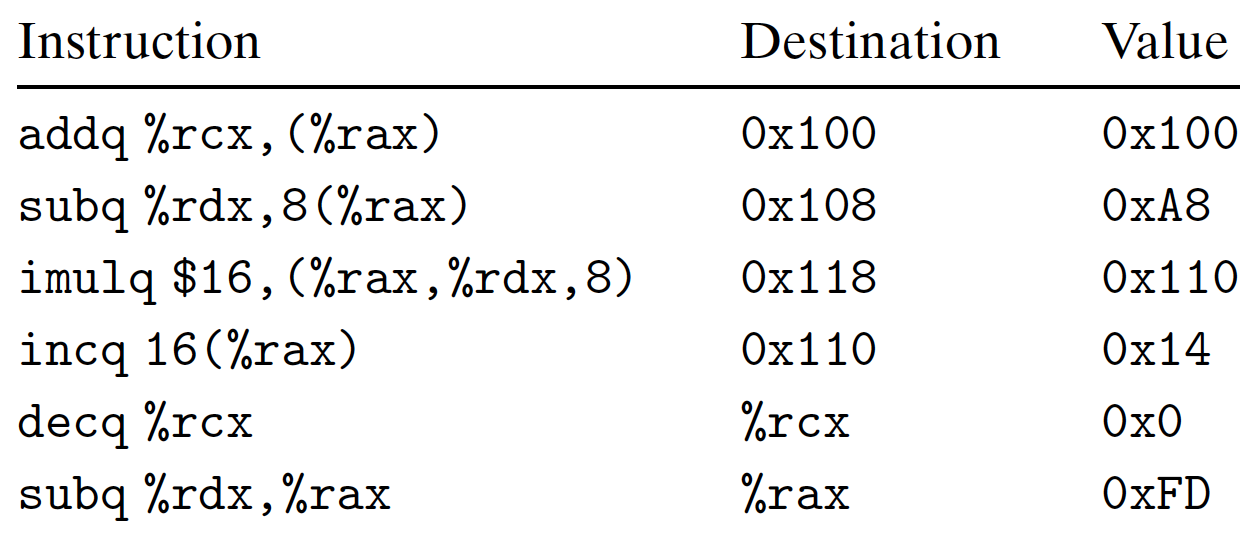 Instruction Destination Value
addq %rcx,(%rax) 0x100 0x100
subq %rdx,8(%rax) 0x108 0xA8
imulq $16,(%rax,%rdx,8) 0x118 0x110
incq 16(%rax) 0x110 0x14
decq %rcx %rcx 0x0
subq %rdx,%rax %rax 0xFD